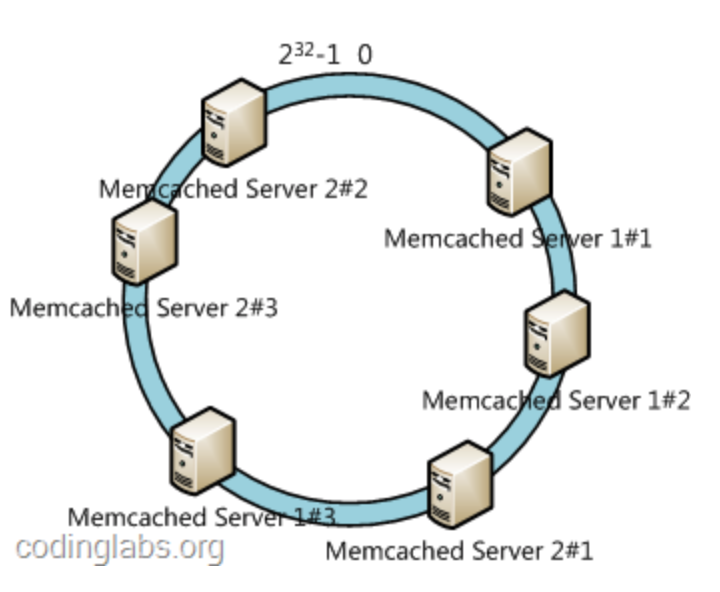 2³²-1 0
Memcached Server 2#2
Memcached Server 1#1
Memcached Server 2#3
Memcached Server 1#2
Memcached Server 1#3
Memcached Server 2#1
codinglabs.org